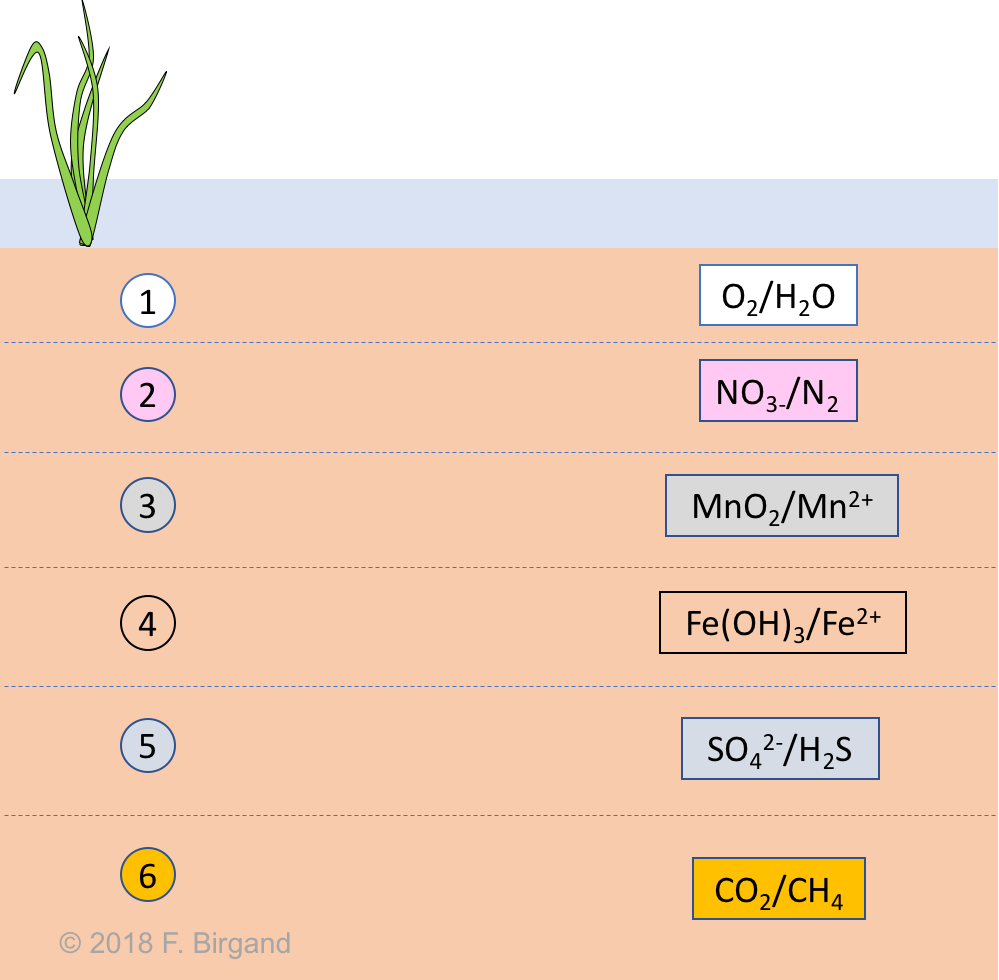 1 O₂/H₂O
2 NO₃₋/N₂
3 MnO₂/Mn²⁺
4 Fe(OH)₃/Fe²⁺
5 SO₄²⁻/H₂S
6 CO₂/CH₄
© 2018 F. Birgand